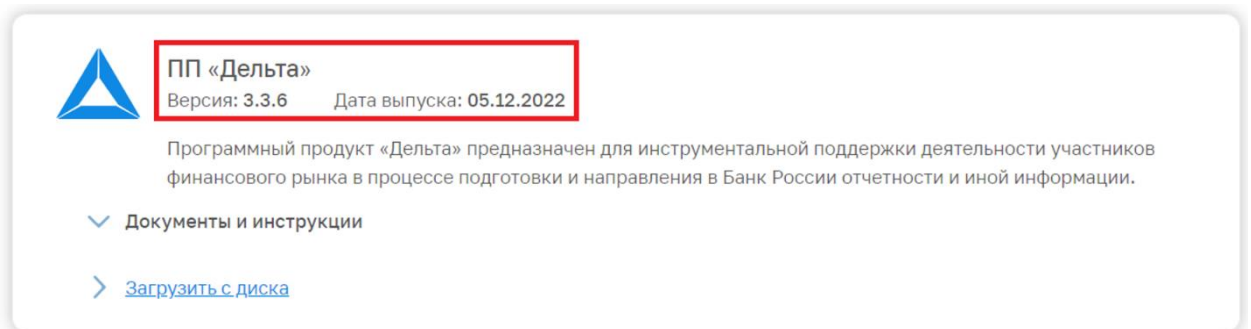 ПП «Дельта»
Версия: 3.3.6 Дата выпуска: 05.12.2022
Программный продукт «Дельта» предназначен для инструментальной поддержки деятельности участников
финансового рынка в процессе подготовки и направления в Банк России отчетности и иной информации.
Документы и инструкции
Загрузить с диска